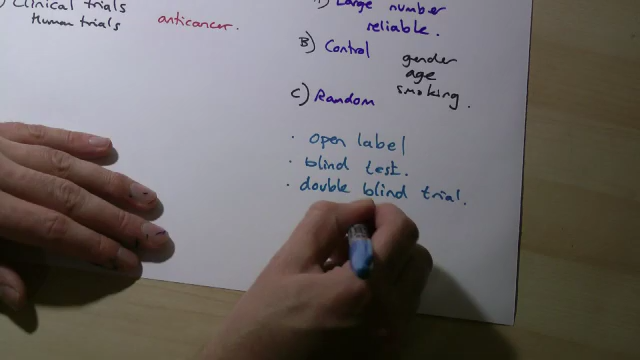 ) Clinical trials
Human trials
anticancer.
A) Large number
reliable.
B) Control
gender
age
smoking.
C) Random
· open label
· blind test.
· double blind trial.